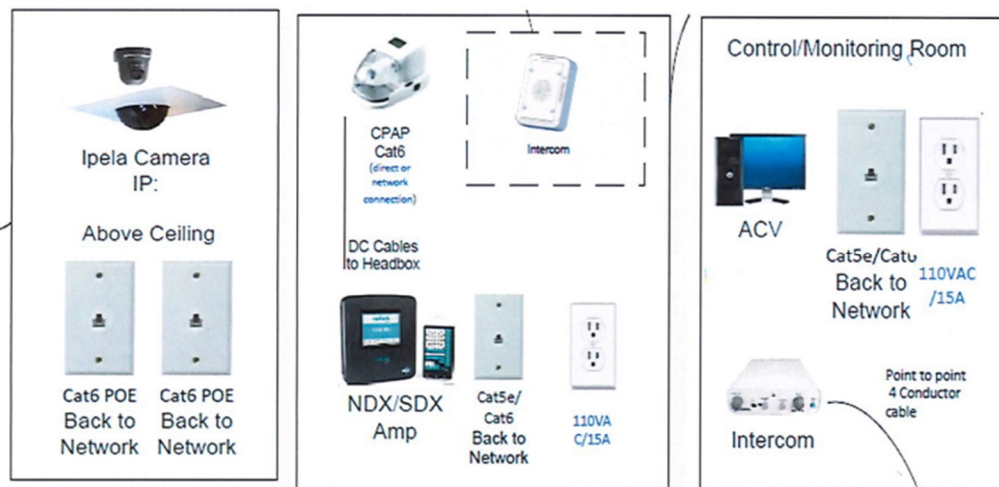 Ipela Camera
IP:
Above Ceiling
Cat6 POE
Back to
Network
Cat6 POE
Back to
Network
CPAP
Cat6
(direct or
network
connection)
Intercom
DC Cables
to Headbox
NDX/SDX
Amp
Cat5e/
Cat6
Back to
Network
110VA
C/15A
Control/Monitoring Room
ACV
Cat5e/Cat6
Back to
Network
110VAC
/15A
Intercom
Point to point
4 Conductor
cable